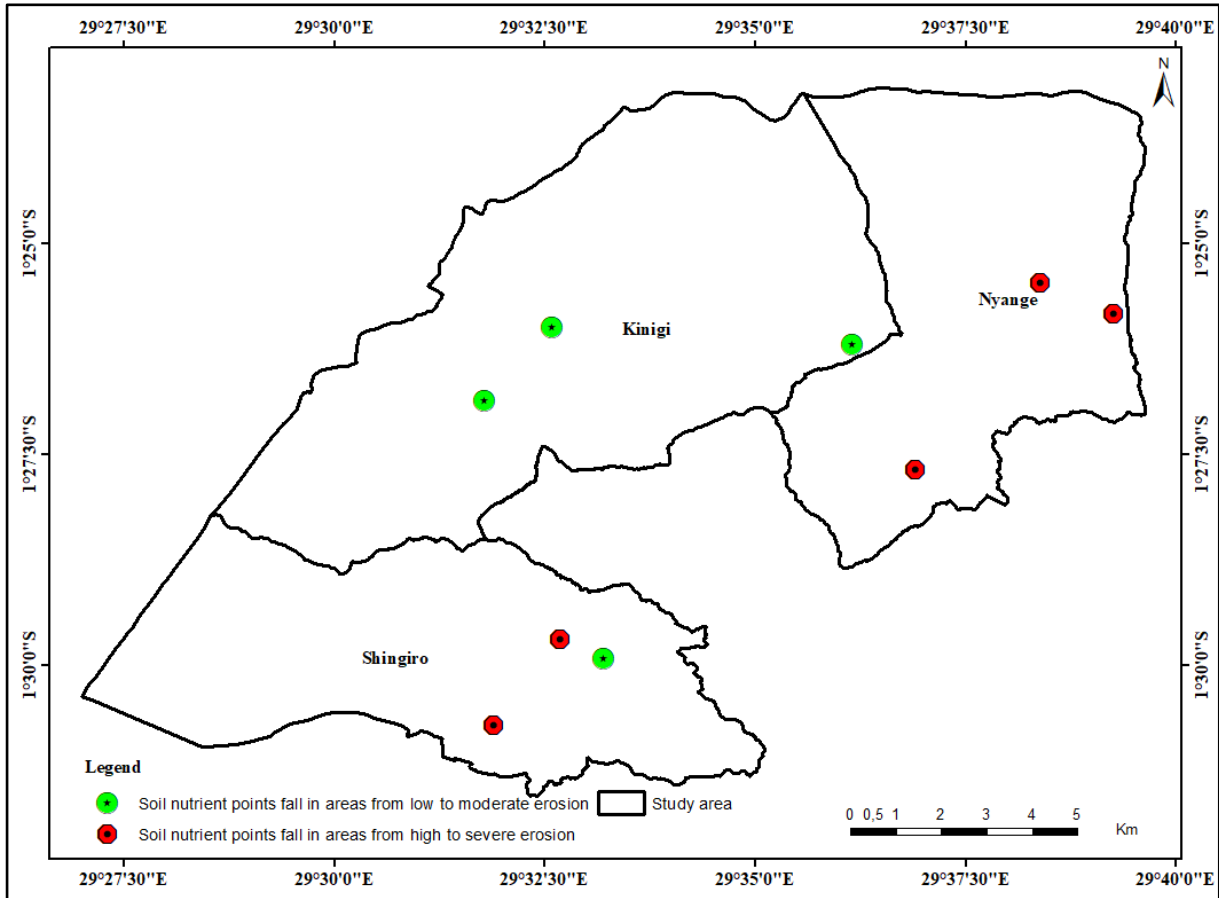 29°27'30"E 29°30'0"E 29°32'30"E 29°35'0"E 29°37'30"E 29°40'0"E
N
1°25'0"S 1°25'0"S
Nyange
Kinigi
1°27'30"S 1°27'30"S
Shingiro
1°30'0"S 1°30'0"S
Legend
Soil nutrient points fall in areas from low to moderate erosion Study area
Soil nutrient points fall in areas from high to severe erosion
0 0,5 1 2 3 4 5
Km
29°27'30"E 29°30'0"E 29°32'30"E 29°35'0"E 29°37'30"E 29°40'0"E